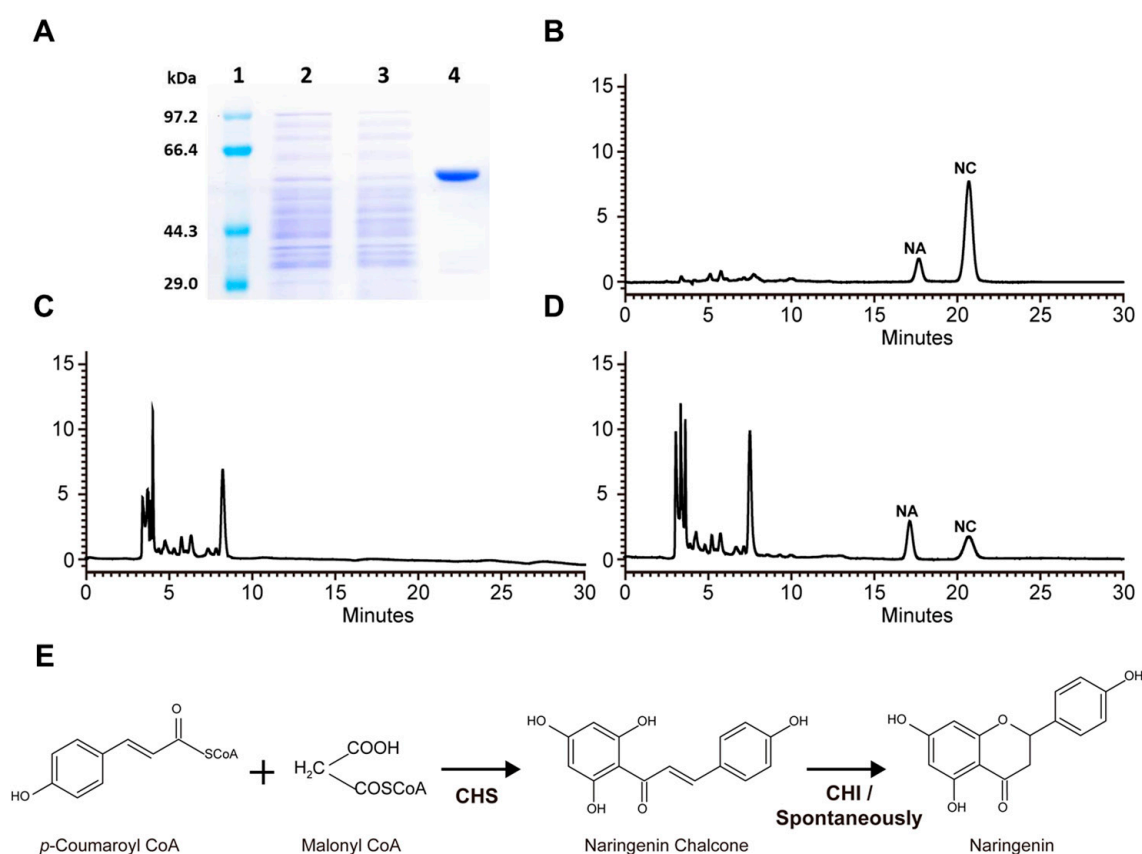 A
kDa 1 2 3 4
97.2
66.4
44.3
29.0
B
15
10
5
0
NA
NC
0 5 10 15 20 25 30
Minutes
C
15
10
5
0
0 5 10 15 20 25 30
Minutes
D
15
10
5
0
NA
NC
0 5 10 15 20 25 30
Minutes
E
O
SCoA
HO
p-Coumaroyl CoA
+
COOH
H2C
COSCoA
Malonyl CoA
CHS
HO
OH
OH
OH
O
Naringenin Chalcone
CHI /
Spontaneously
OH
HO
O
OH
O
Naringenin